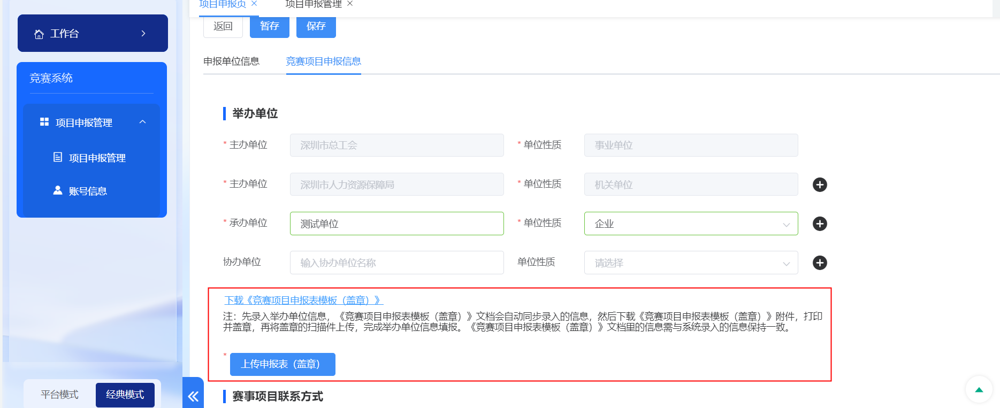 项目申报页 × 项目申报管理 ×
返回 暂存 保存
工作台
申报单位信息 竞赛项目申报信息
竞赛系统
项目申报管理
项目申报管理
账号信息
举办单位
* 主办单位 深圳市总工会 * 单位性质 事业单位
* 主办单位 深圳市人力资源保障局 * 单位性质 机关单位
* 承办单位 测试单位 * 单位性质 企业
协办单位 输入协办单位名称 单位性质 请选择
下载《竞赛项目申报表模板（盖章）》
注：先录入举办单位信息，《竞赛项目申报表模板（盖章）》文档会自动同步录入的信息，然后下载《竞赛项目申报表模板（盖章）》附件，打印
并盖章，再将盖章的扫描件上传，完成举办单位信息填报。《竞赛项目申报表模板（盖章）》文档里的信息需与系统录入的信息保持一致。
* 上传申报表（盖章）
平台模式 经典模式
赛事项目联系方式